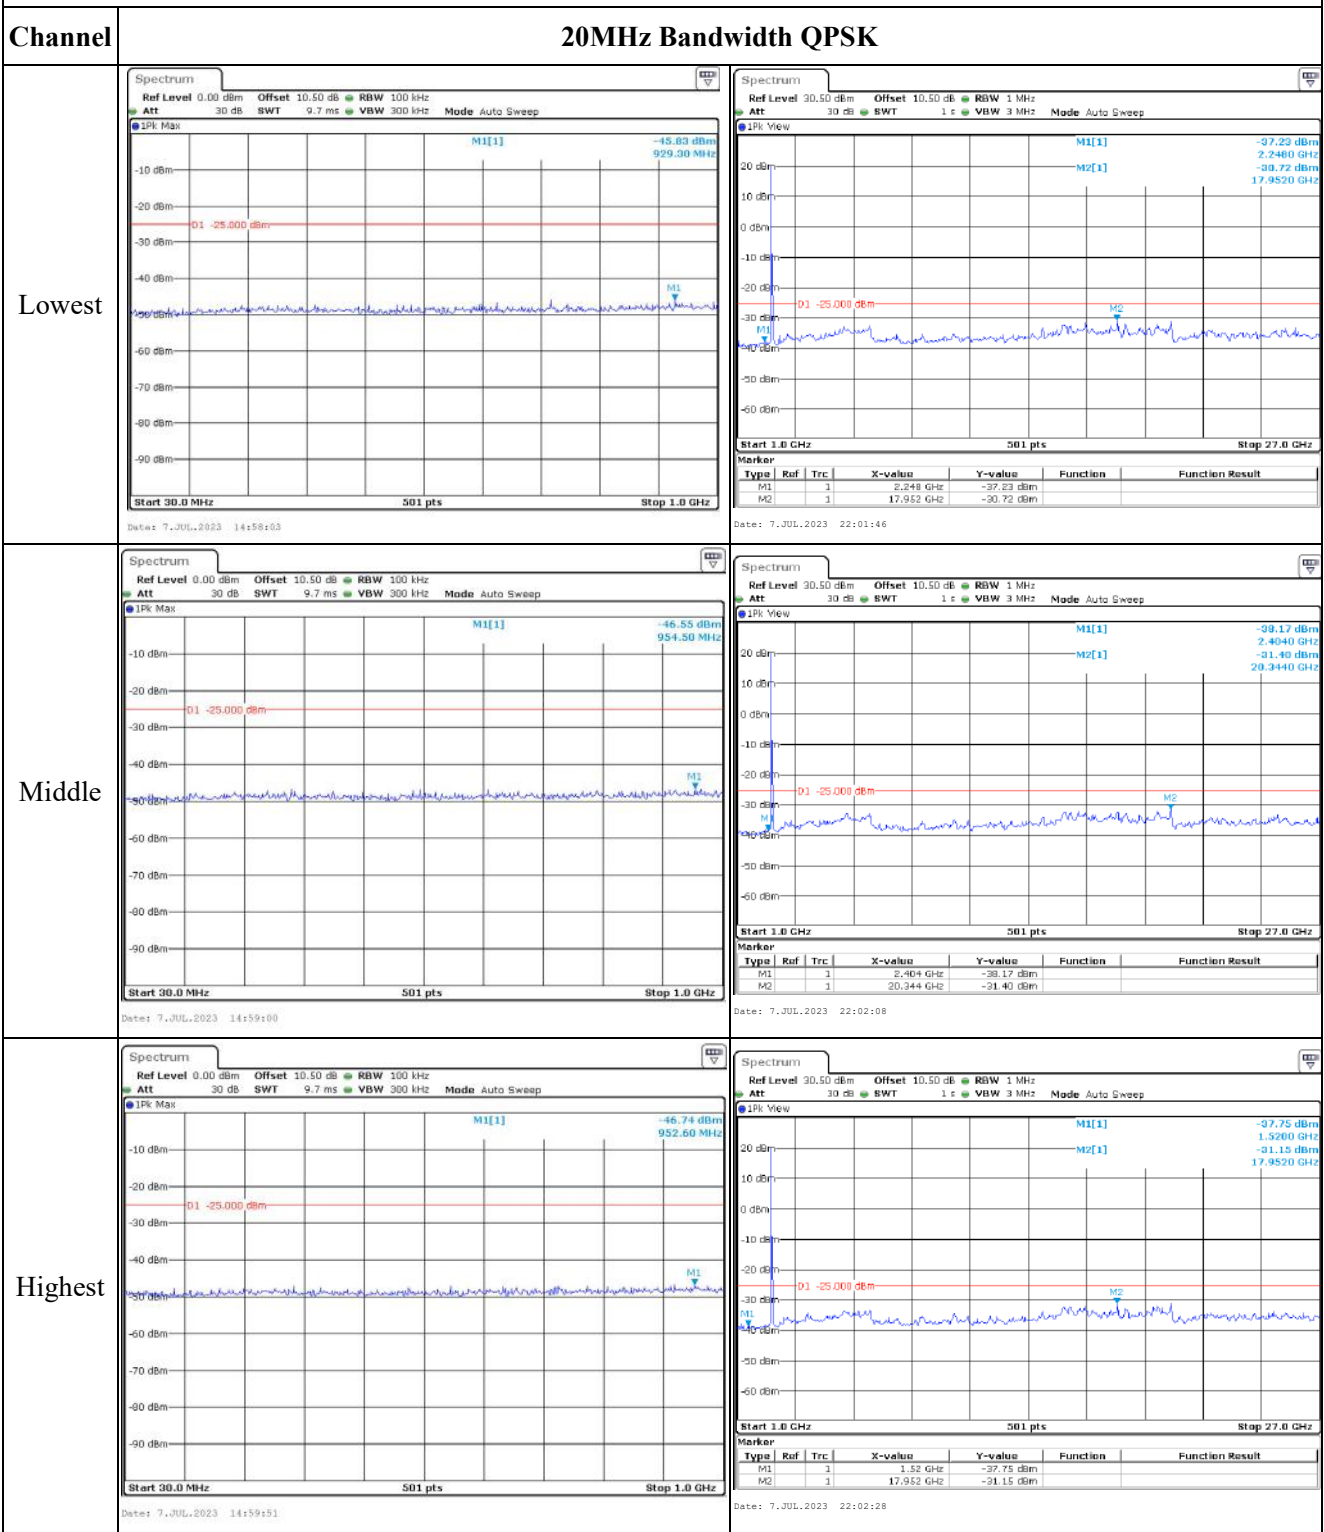 Channel 20MHz Bandwidth QPSK
Lowest
Spectrum
Ref Level 0.00 dBm Offset 10.50 dB RBW 100 kHz
Att 30 dB SWT 9.7 ms VBW 300 kHz Mode Auto Sweep
1Pk Max
M1[1] -45.83 dBm
929.30 MHz
-10 dBm
-20 dBm
D1 -25.000 dBm
-30 dBm
-40 dBm
M1
-50 dBm
-60 dBm
-70 dBm
-80 dBm
-90 dBm
Start 30.0 MHz 501 pts Stop 1.0 GHz
Date: 7.JUL.2023 14:58:03
Spectrum
Ref Level 30.50 dBm Offset 10.50 dB RBW 1 MHz
Att 30 dB SWT 1 s VBW 3 MHz Mode Auto Sweep
1Pk View
M1[1] -37.23 dBm
2.2480 GHz
20 dBm M2[1] -30.72 dBm
17.9520 GHz
10 dBm
0 dBm
-10 dBm
-20 dBm
D1 -25.000 dBm
M2
-30 dBm
M1
-40 dBm
-50 dBm
-60 dBm
Start 1.0 GHz 501 pts Stop 27.0 GHz
Marker
Type Ref Trc X-value Y-value Function Function Result
M1 1 2.248 GHz -37.23 dBm
M2 1 17.952 GHz -30.72 dBm
Date: 7.JUL.2023 22:01:46
Middle
Spectrum
Ref Level 0.00 dBm Offset 10.50 dB RBW 100 kHz
Att 30 dB SWT 9.7 ms VBW 300 kHz Mode Auto Sweep
1Pk Max
M1[1] -46.55 dBm
954.50 MHz
-10 dBm
-20 dBm
D1 -25.000 dBm
-30 dBm
-40 dBm
M1
-50 dBm
-60 dBm
-70 dBm
-80 dBm
-90 dBm
Start 30.0 MHz 501 pts Stop 1.0 GHz
Date: 7.JUL.2023 14:59:00
Spectrum
Ref Level 30.50 dBm Offset 10.50 dB RBW 1 MHz
Att 30 dB SWT 1 s VBW 3 MHz Mode Auto Sweep
1Pk View
M1[1] -38.17 dBm
2.4040 GHz
20 dBm M2[1] -31.40 dBm
20.3440 GHz
10 dBm
0 dBm
-10 dBm
-20 dBm
D1 -25.000 dBm
M2
-30 dBm
M
-40 dBm
-50 dBm
-60 dBm
Start 1.0 GHz 501 pts Stop 27.0 GHz
Marker
Type Ref Trc X-value Y-value Function Function Result
M1 1 2.404 GHz -38.17 dBm
M2 1 20.344 GHz -31.40 dBm
Date: 7.JUL.2023 22:02:08
Highest
Spectrum
Ref Level 0.00 dBm Offset 10.50 dB RBW 100 kHz
Att 30 dB SWT 9.7 ms VBW 300 kHz Mode Auto Sweep
1Pk Max
M1[1] -46.74 dBm
952.60 MHz
-10 dBm
-20 dBm
D1 -25.000 dBm
-30 dBm
-40 dBm
M1
-50 dBm
-60 dBm
-70 dBm
-80 dBm
-90 dBm
Start 30.0 MHz 501 pts Stop 1.0 GHz
Date: 7.JUL.2023 14:59:51
Spectrum
Ref Level 30.50 dBm Offset 10.50 dB RBW 1 MHz
Att 30 dB SWT 1 s VBW 3 MHz Mode Auto Sweep
1Pk View
M1[1] -37.75 dBm
1.5200 GHz
20 dBm M2[1] -31.15 dBm
17.9520 GHz
10 dBm
0 dBm
-10 dBm
-20 dBm
D1 -25.000 dBm
M2
-30 dBm
M1
-40 dBm
-50 dBm
-60 dBm
Start 1.0 GHz 501 pts Stop 27.0 GHz
Marker
Type Ref Trc X-value Y-value Function Function Result
M1 1 1.52 GHz -37.75 dBm
M2 1 17.952 GHz -31.15 dBm
Date: 7.JUL.2023 22:02:28